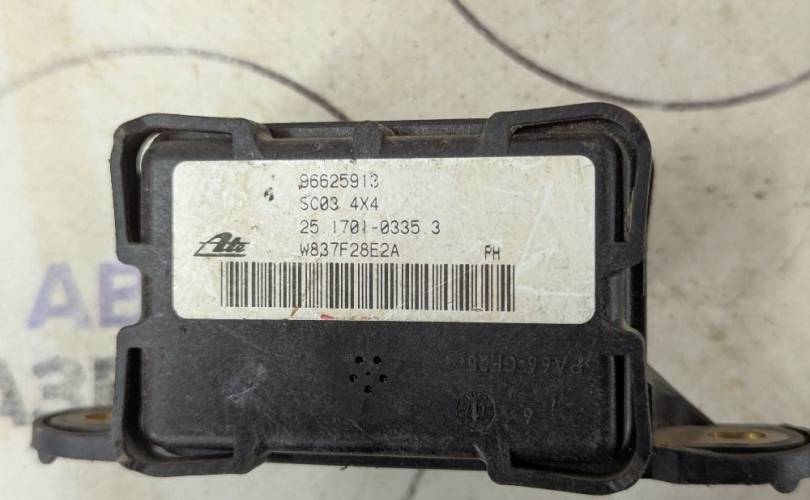 96625913
SC03 4X4
25.1701-0335.3
Ate
W837F28E2A PH